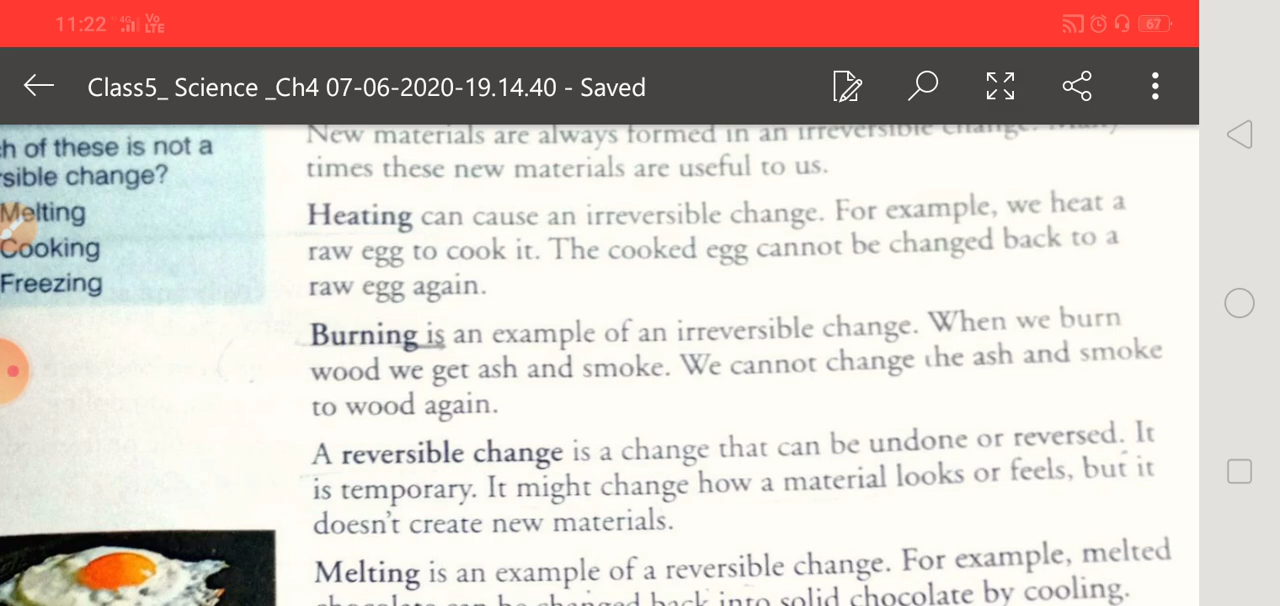 11:22 4G Vo LTE 67
Class5_ Science _Ch4 07-06-2020-19.14.40 - Saved
h of these is not a
sible change?
Melting
Cooking
Freezing
New materials are always formed in an irreversible change. Many
times these new materials are useful to us.
Heating can cause an irreversible change. For example, we heat a
raw egg to cook it. The cooked egg cannot be changed back to a
raw egg again.
Burning is an example of an irreversible change. When we burn
wood we get ash and smoke. We cannot change the ash and smoke
to wood again.
A reversible change is a change that can be undone or reversed. It
is temporary. It might change how a material looks or feels, but it
doesn't create new materials.
Melting is an example of a reversible change. For example, melted
chocolate can be changed back into solid chocolate by cooling.